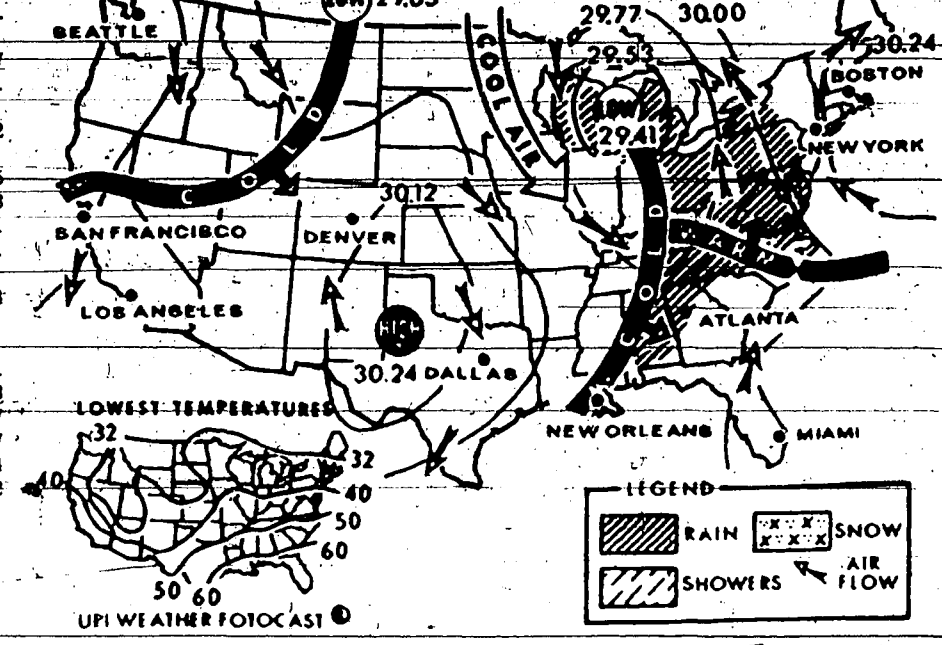 29.77
30.00
SEATTLE
29.53
30.24
BOSTON
COOL AIR
COLD
LOW
29.41
NEW YORK
30.12
SAN FRANCISCO
DENVER
COLD
WARM
LOS ANGELES
HIGH
ATLANTA
30.24
DALLAS
LOWEST TEMPERATURES
32
NEW ORLEANS
MIAMI
32
40
40
LEGEND
50
RAIN
SNOW
60
AIR FLOW
SHOWERS
50
60
UPI WEATHER FOTOCAST